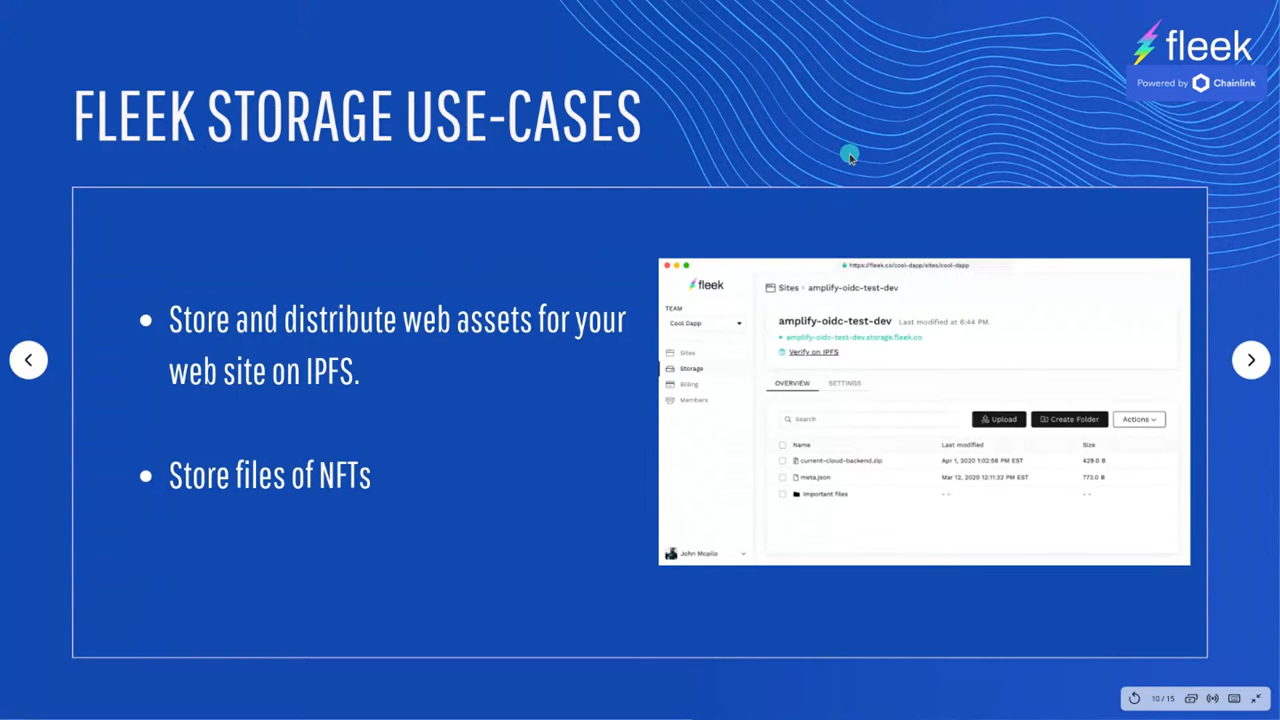 fleek
Powered by Chainlink
FLEEK STORAGE USE-CASES
• Store and distribute web assets for your
web site on IPFS.
• Store files of NFTs
https://fleek.co/cool-dapp/sites/cool-dapp
fleek
TEAM
Cool Dapp
Sites
Storage
Billing
Members
John Mopila
Sites › amplify-oidc-test-dev
amplify-oidc-test-dev Last modified at 6:44 PM.
amplify-oidc-test-dev.storage.fleek.co
Verify on IPFS
OVERVIEW SETTINGS
Search Upload Create Folder Actions
Name Last modified Size
current-cloud-backend.zip Apr 1, 2020 1:02:56 PM EST 429.0 B
meta.json Mar 12, 2020 12:11:32 PM EST 773.0 B
important files - - - -
10 / 15